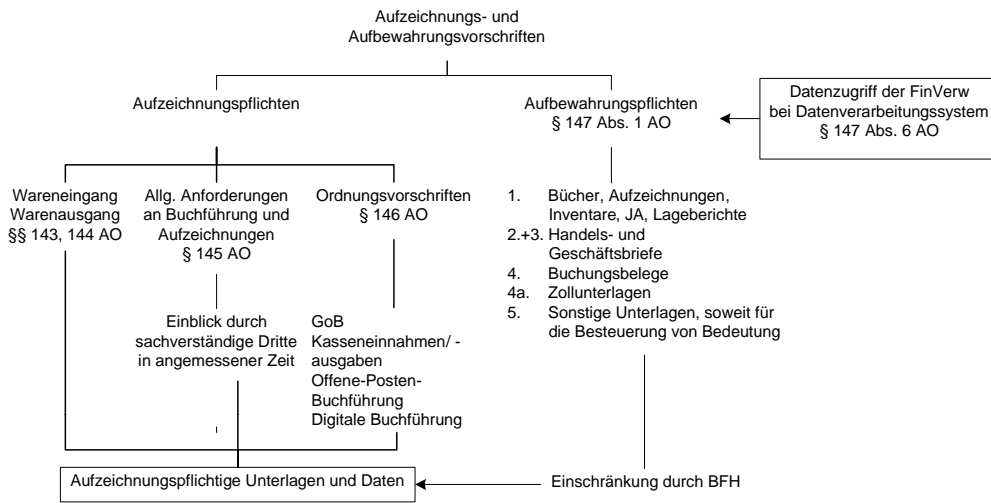 Aufzeichnungs- und
Aufbewahrungsvorschriften
Aufzeichnungspflichten
Aufbewahrungspflichten
§ 147 Abs. 1 AO
Datenzugriff der FinVerw
bei Datenverarbeitungssystem
§ 147 Abs. 6 AO
Wareneingang
Warenausgang
§§ 143, 144 AO
Allg. Anforderungen
an Buchführung und
Aufzeichnungen
§ 145 AO
Ordnungsvorschriften
§ 146 AO
1. Bücher, Aufzeichnungen,
Inventare, JA, Lageberichte
2.+3. Handels- und
Geschäftsbriefe
4. Buchungsbelege
4a. Zollunterlagen
5. Sonstige Unterlagen, soweit für
die Besteuerung von Bedeutung
Einblick durch
sachverständige Dritte
in angemessener Zeit
GoB
Kasseneinnahmen/ -
ausgaben
Offene-Posten-
Buchführung
Digitale Buchführung
Aufzeichnungspflichtige Unterlagen und Daten
Einschränkung durch BFH